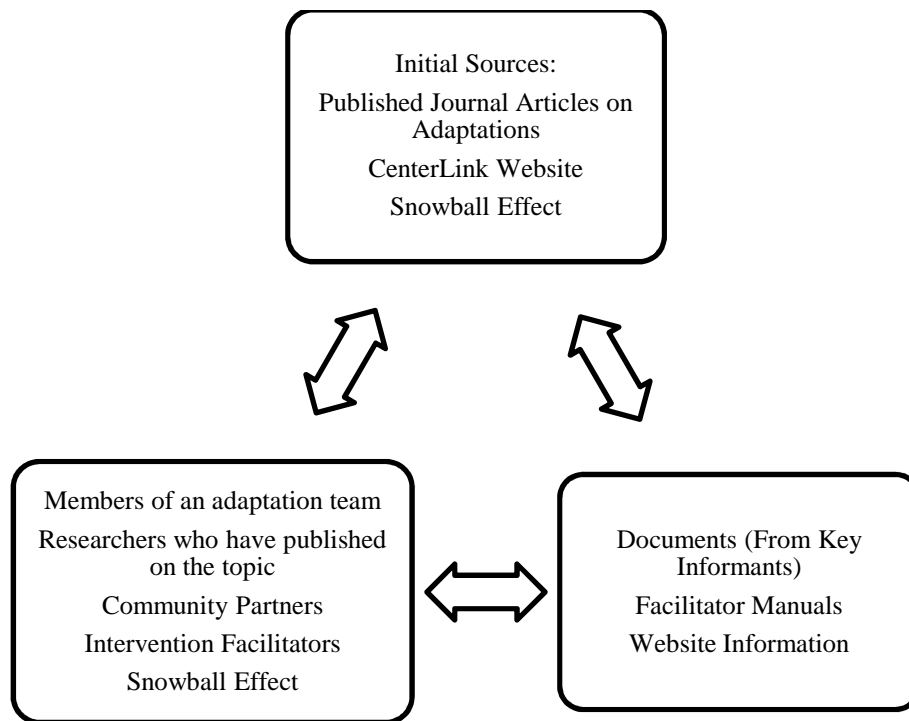 Initial Sources:
Published Journal Articles on
Adaptations
CenterLink Website
Snowball Effect
Members of an adaptation team
Researchers who have published
on the topic
Community Partners
Intervention Facilitators
Snowball Effect
Documents (From Key
Informants)
Facilitator Manuals
Website Information